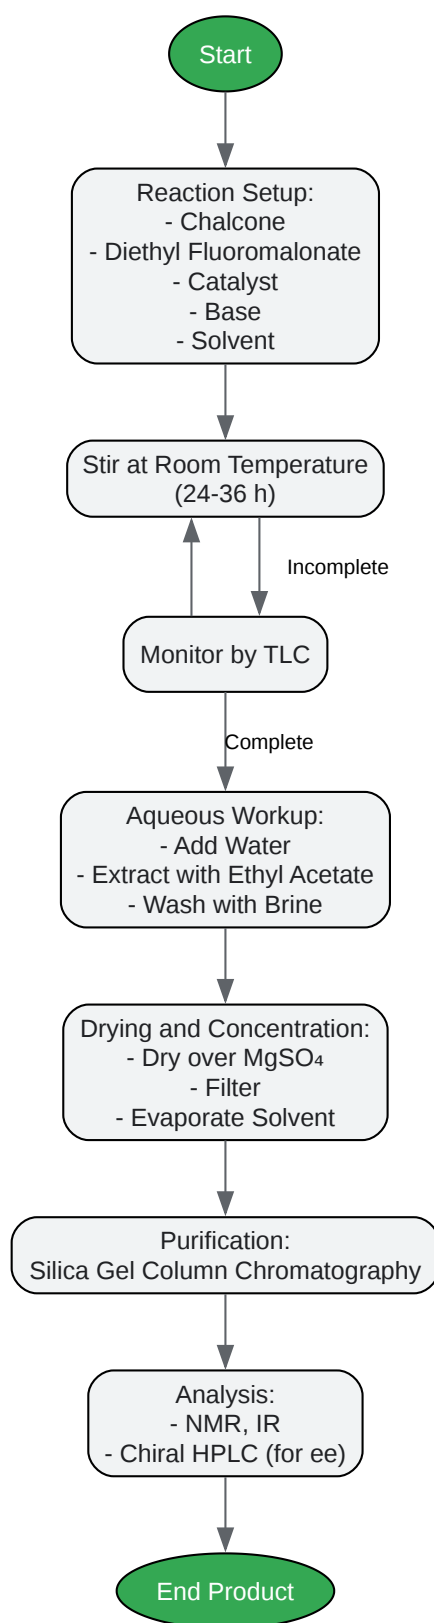 Start
Reaction Setup:
- Chalcone
- Diethyl Fluoromalonate
- Catalyst
- Base
- Solvent
Stir at Room Temperature
(24-36 h)
Incomplete
Monitor by TLC
Complete
Aqueous Workup:
- Add Water
- Extract with Ethyl Acetate
- Wash with Brine
Drying and Concentration:
- Dry over MgSO₄
- Filter
- Evaporate Solvent
Purification:
Silica Gel Column Chromatography
Analysis:
- NMR, IR
- Chiral HPLC (for ee)
End Product